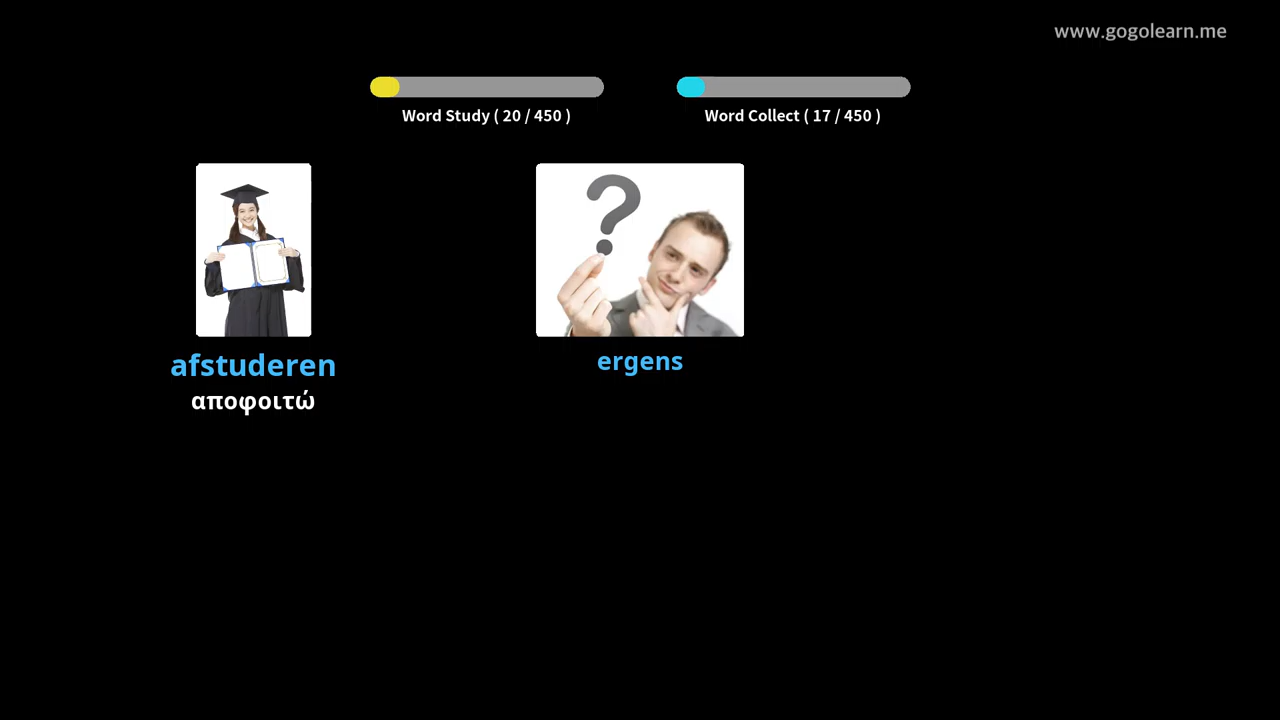 www.gogolearn.me
Word Study ( 20 / 450 )
Word Collect ( 17 / 450 )
afstuderen
αποφοιτώ
ergens